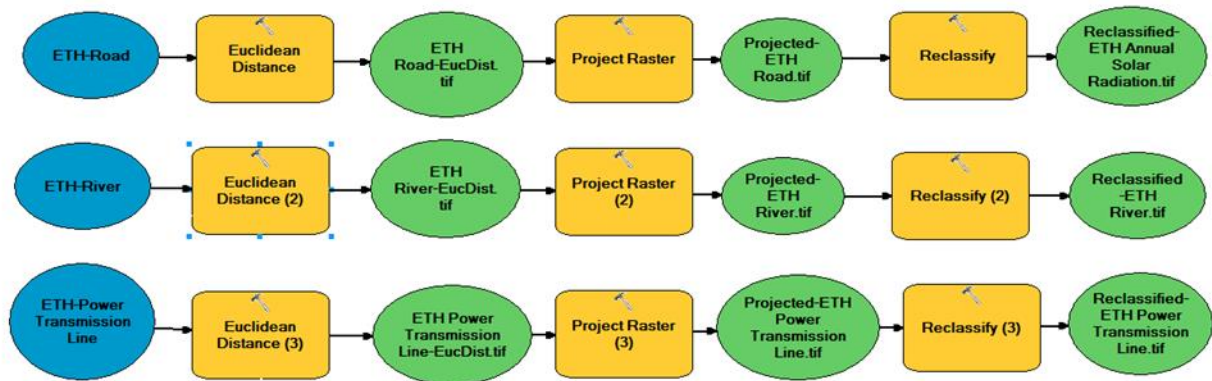 ETH-Road
Euclidean
Distance
ETH
Road-EucDist.
tif
Project Raster
Projected-
ETH
Road.tif
Reclassify
Reclassified-
ETH Annual
Solar
Radiation.tif
ETH-River
Euclidean
Distance (2)
ETH
River-EucDist.
tif
Project Raster
(2)
Projected-
ETH
River.tif
Reclassify (2)
Reclassified
-ETH
River.tif
ETH-Power
Transmission
Line
Euclidean
Distance (3)
ETH Power
Transmission
Line-EucDist.tif
Project Raster
(3)
Projected-ETH
Power
Transmission
Line.tif
Reclassify (3)
Reclassified-
ETH Power
Transmission
Line.tif